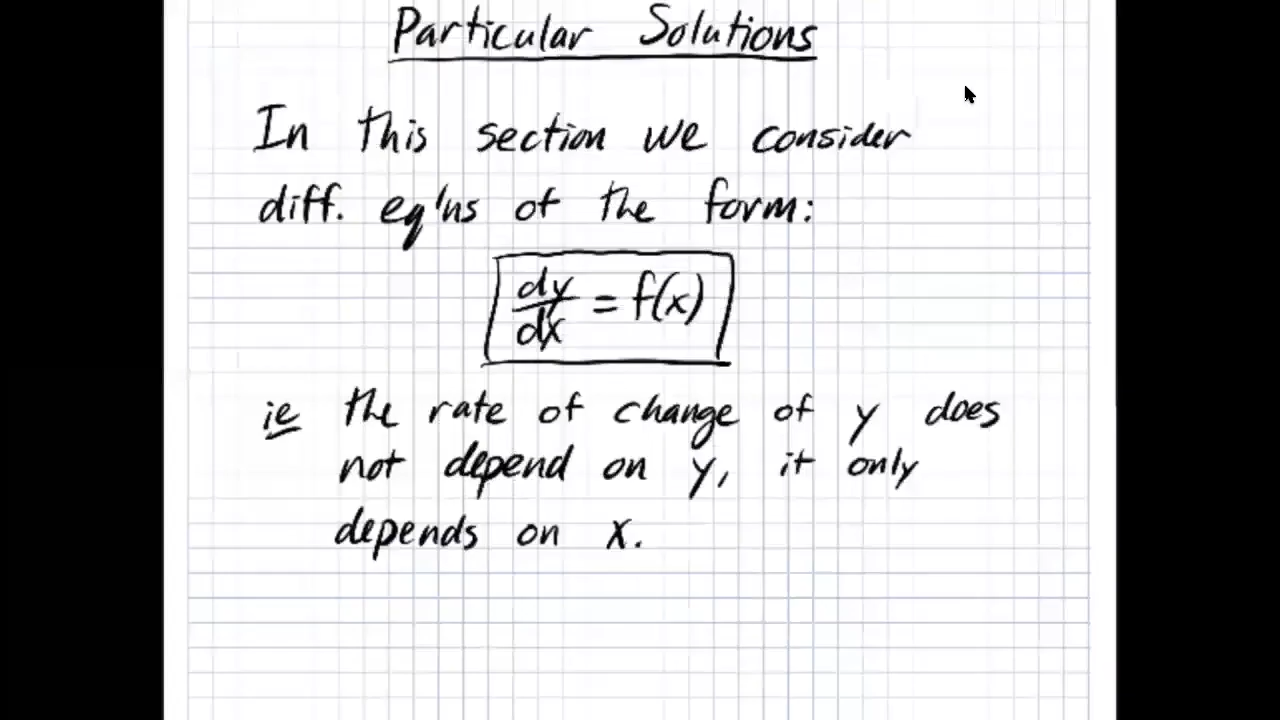 Particular Solutions
In this section we consider
diff. eq'ns of the form:
dy/dx = f(x)
ie the rate of change of y does
not depend on y, it only
depends on x.